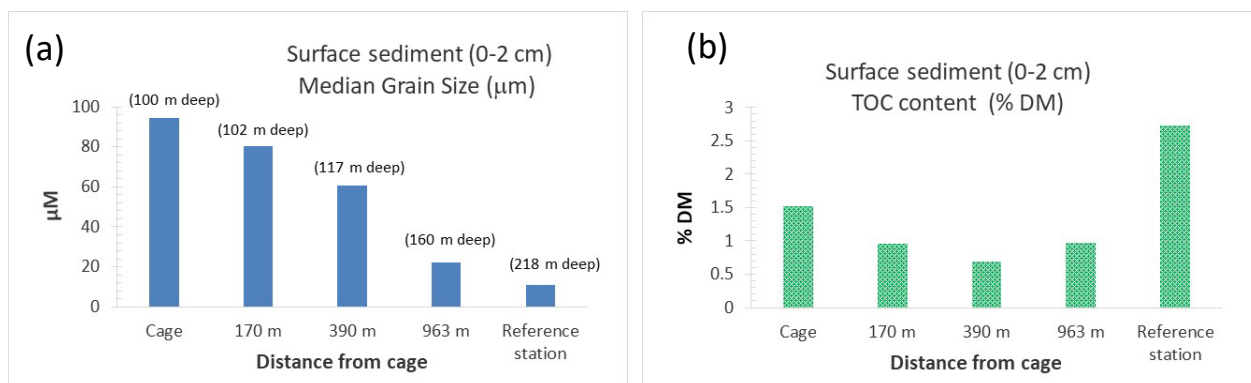 (a)
Surface sediment (0-2 cm)
Median Grain Size (μm)
μM
100
80
60
40
20
0
(100 m deep)
(102 m deep)
(117 m deep)
(160 m deep)
(218 m deep)
Cage
170 m
390 m
963 m
Reference
station
Distance from cage
(b)
Surface sediment (0-2 cm)
TOC content (% DM)
% DM
3
2.5
2
1.5
1
0.5
0
Cage
170 m
390 m
963 m
Reference
station
Distance from cage